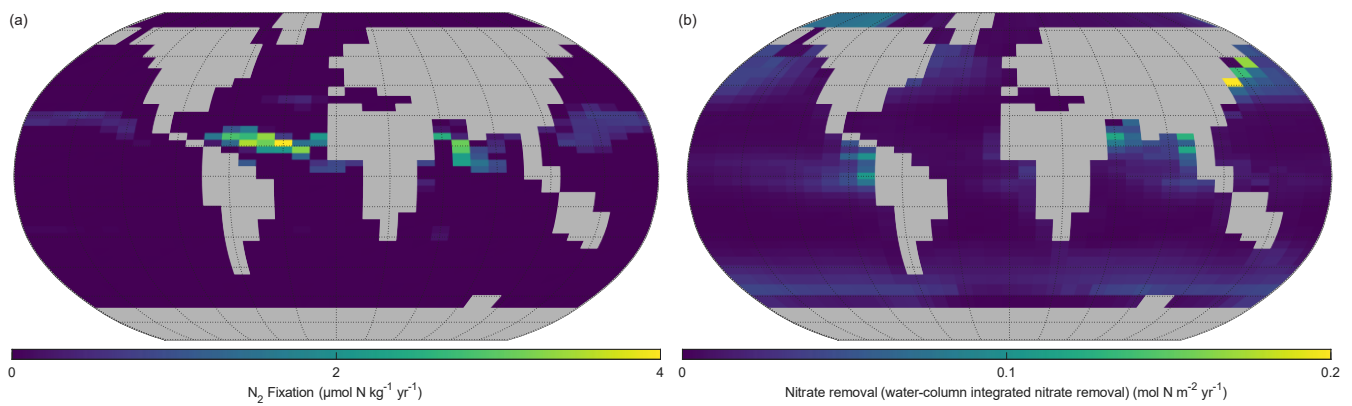 (a)
(b)
0
2
4
N₂ Fixation (µmol N kg⁻¹ yr⁻¹)
0
0.1
0.2
Nitrate removal (water-column integrated nitrate removal) (mol N m⁻² yr⁻¹)